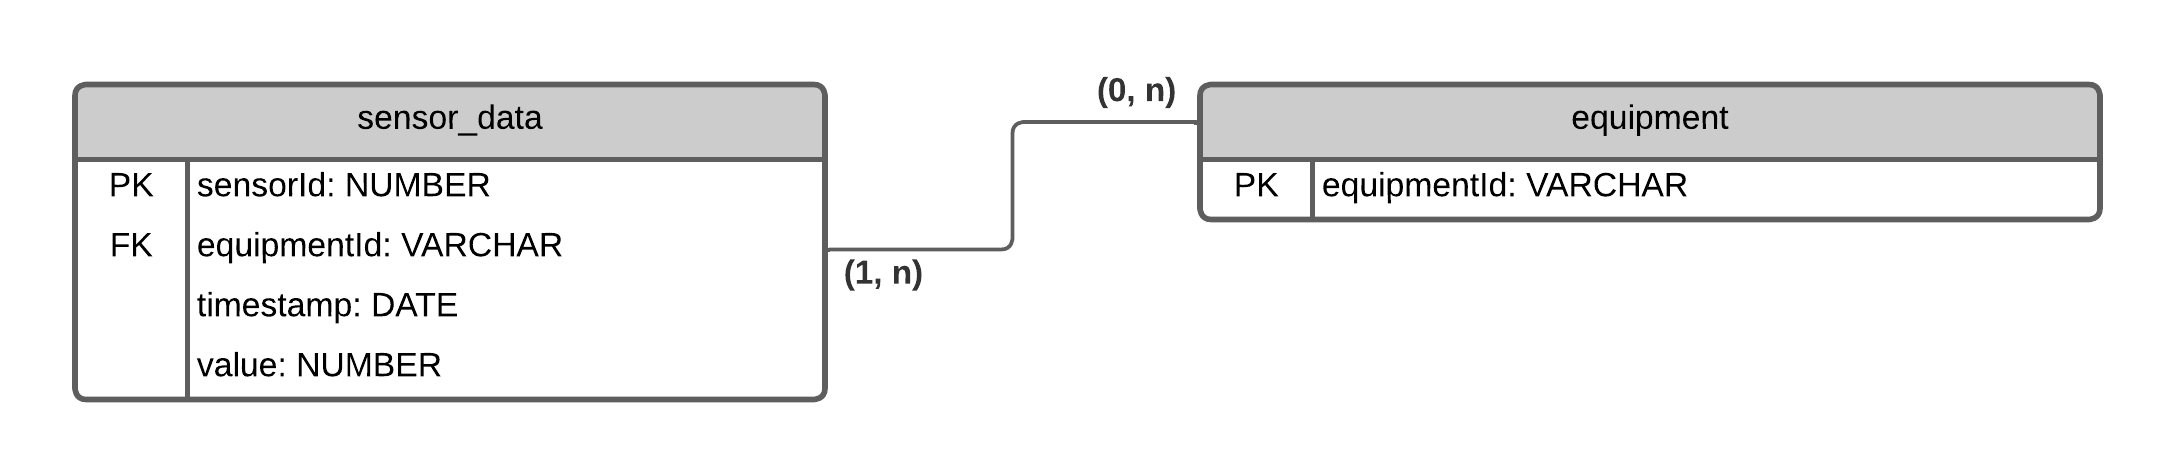 sensor_data
PK sensorId: NUMBER
FK equipmentId: VARCHAR
timestamp: DATE
value: NUMBER
(1, n)
(0, n)
equipment
PK equipmentId: VARCHAR